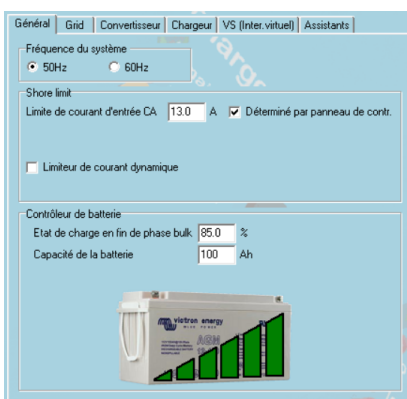 Général Grid Convertisseur Chargeur VS (Inter.virtuel) Assistants
Fréquence du système
50Hz 60Hz
Shore limit
Limite de courant d'entrée CA 13.0 A Déterminé par panneau de contr.
Limiteur de courant dynamique
Contrôleur de batterie
Etat de charge en fin de phase bulk 85.0 %
Capacité de la batterie 100 Ah
victron energy
BLUE POWER
AGM